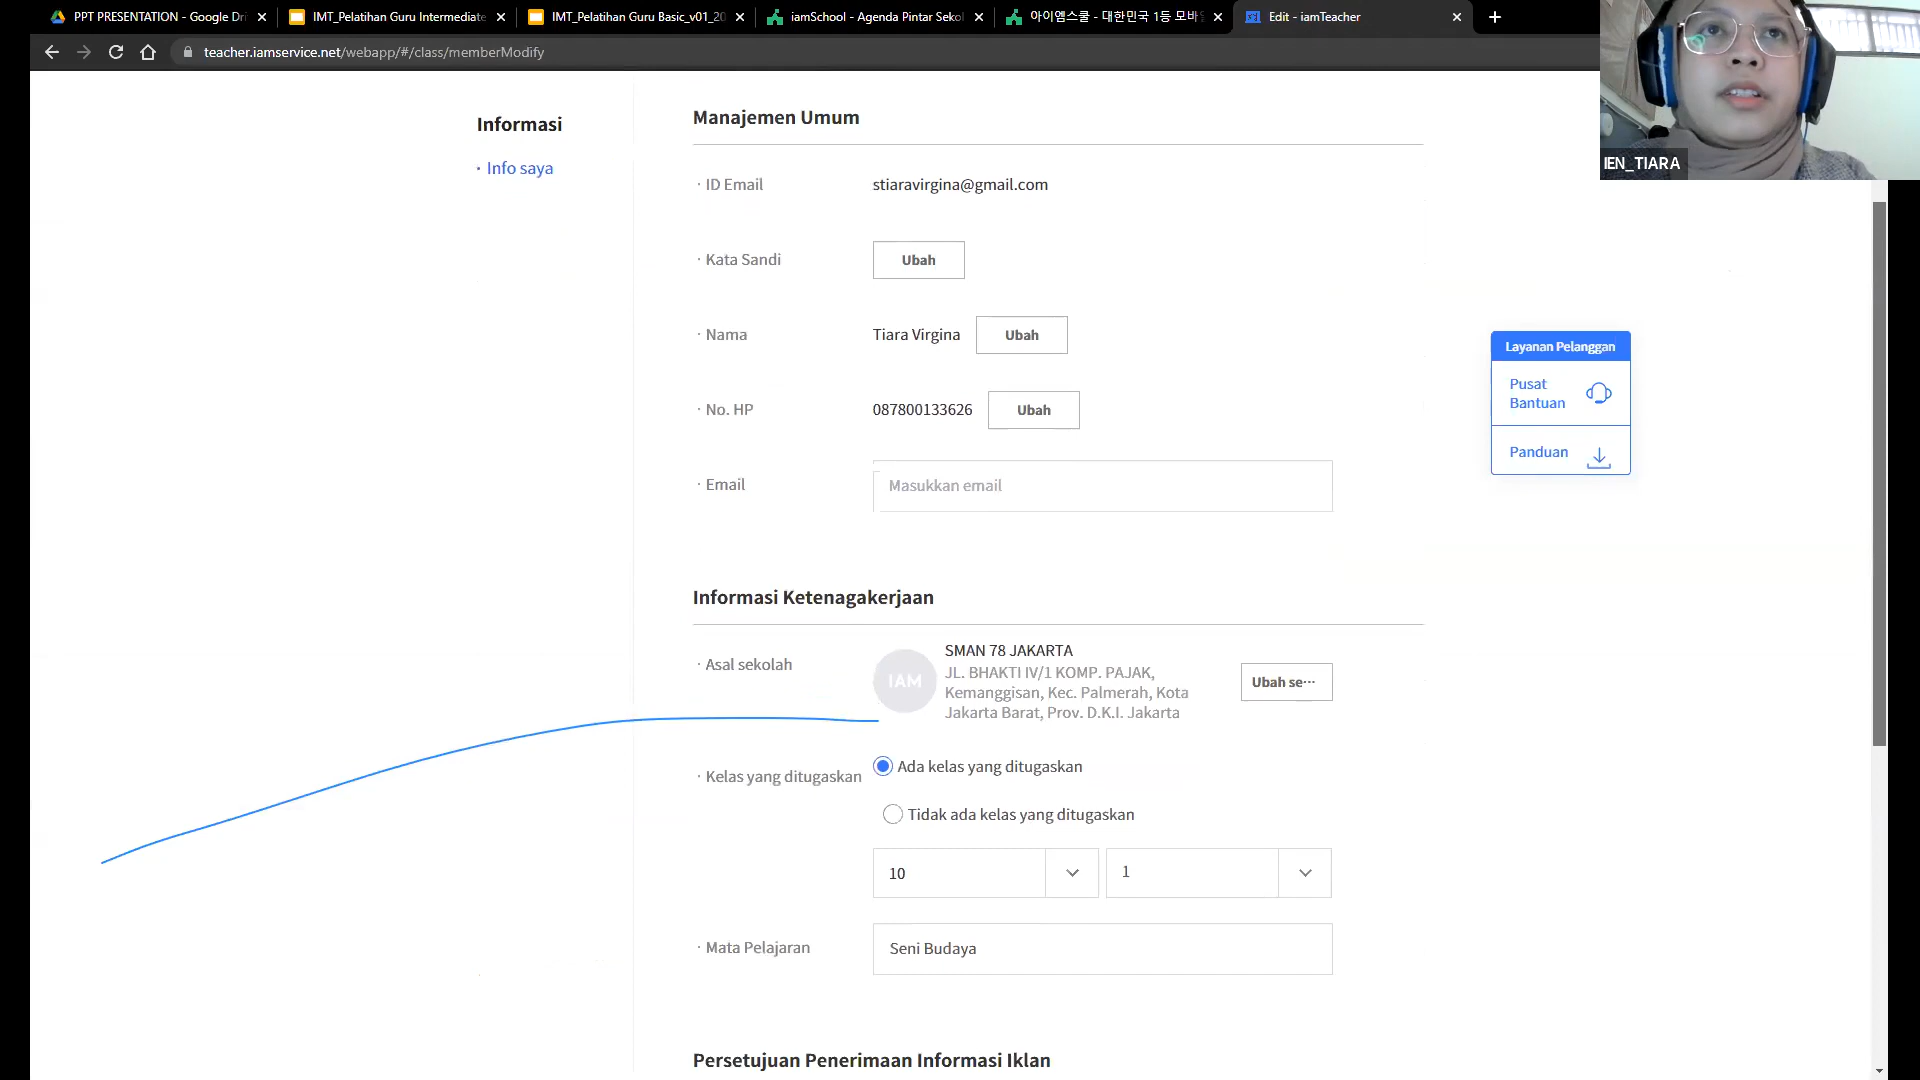 PPT PRESENTATION - Google Dri
IMT_Pelatihan Guru Intermediate
IMT_Pelatihan Guru Basic_v01_20
iamSchool - Agenda Pintar Sekol
아이엠스쿨 - 대한민국 1등 모바일
Edit - iamTeacher
teacher.iamservice.net/webapp/#/class/memberModify
IEN_TIARA
Informasi
· Info saya
Manajemen Umum
· ID Email
stiaravirgina@gmail.com
· Kata Sandi
Ubah
· Nama
Tiara Virgina
Ubah
· No. HP
087800133626
Ubah
· Email
Masukkan email
Layanan Pelanggan
Pusat
Bantuan
Panduan
Informasi Ketenagakerjaan
· Asal sekolah
IAM
SMAN 78 JAKARTA
JL. BHAKTI IV/1 KOMP. PAJAK,
Kemanggisan, Kec. Palmerah, Kota
Jakarta Barat, Prov. D.K.I. Jakarta
Ubah se···
· Kelas yang ditugaskan
Ada kelas yang ditugaskan
Tidak ada kelas yang ditugaskan
10
1
· Mata Pelajaran
Seni Budaya
Persetujuan Penerimaan Informasi Iklan